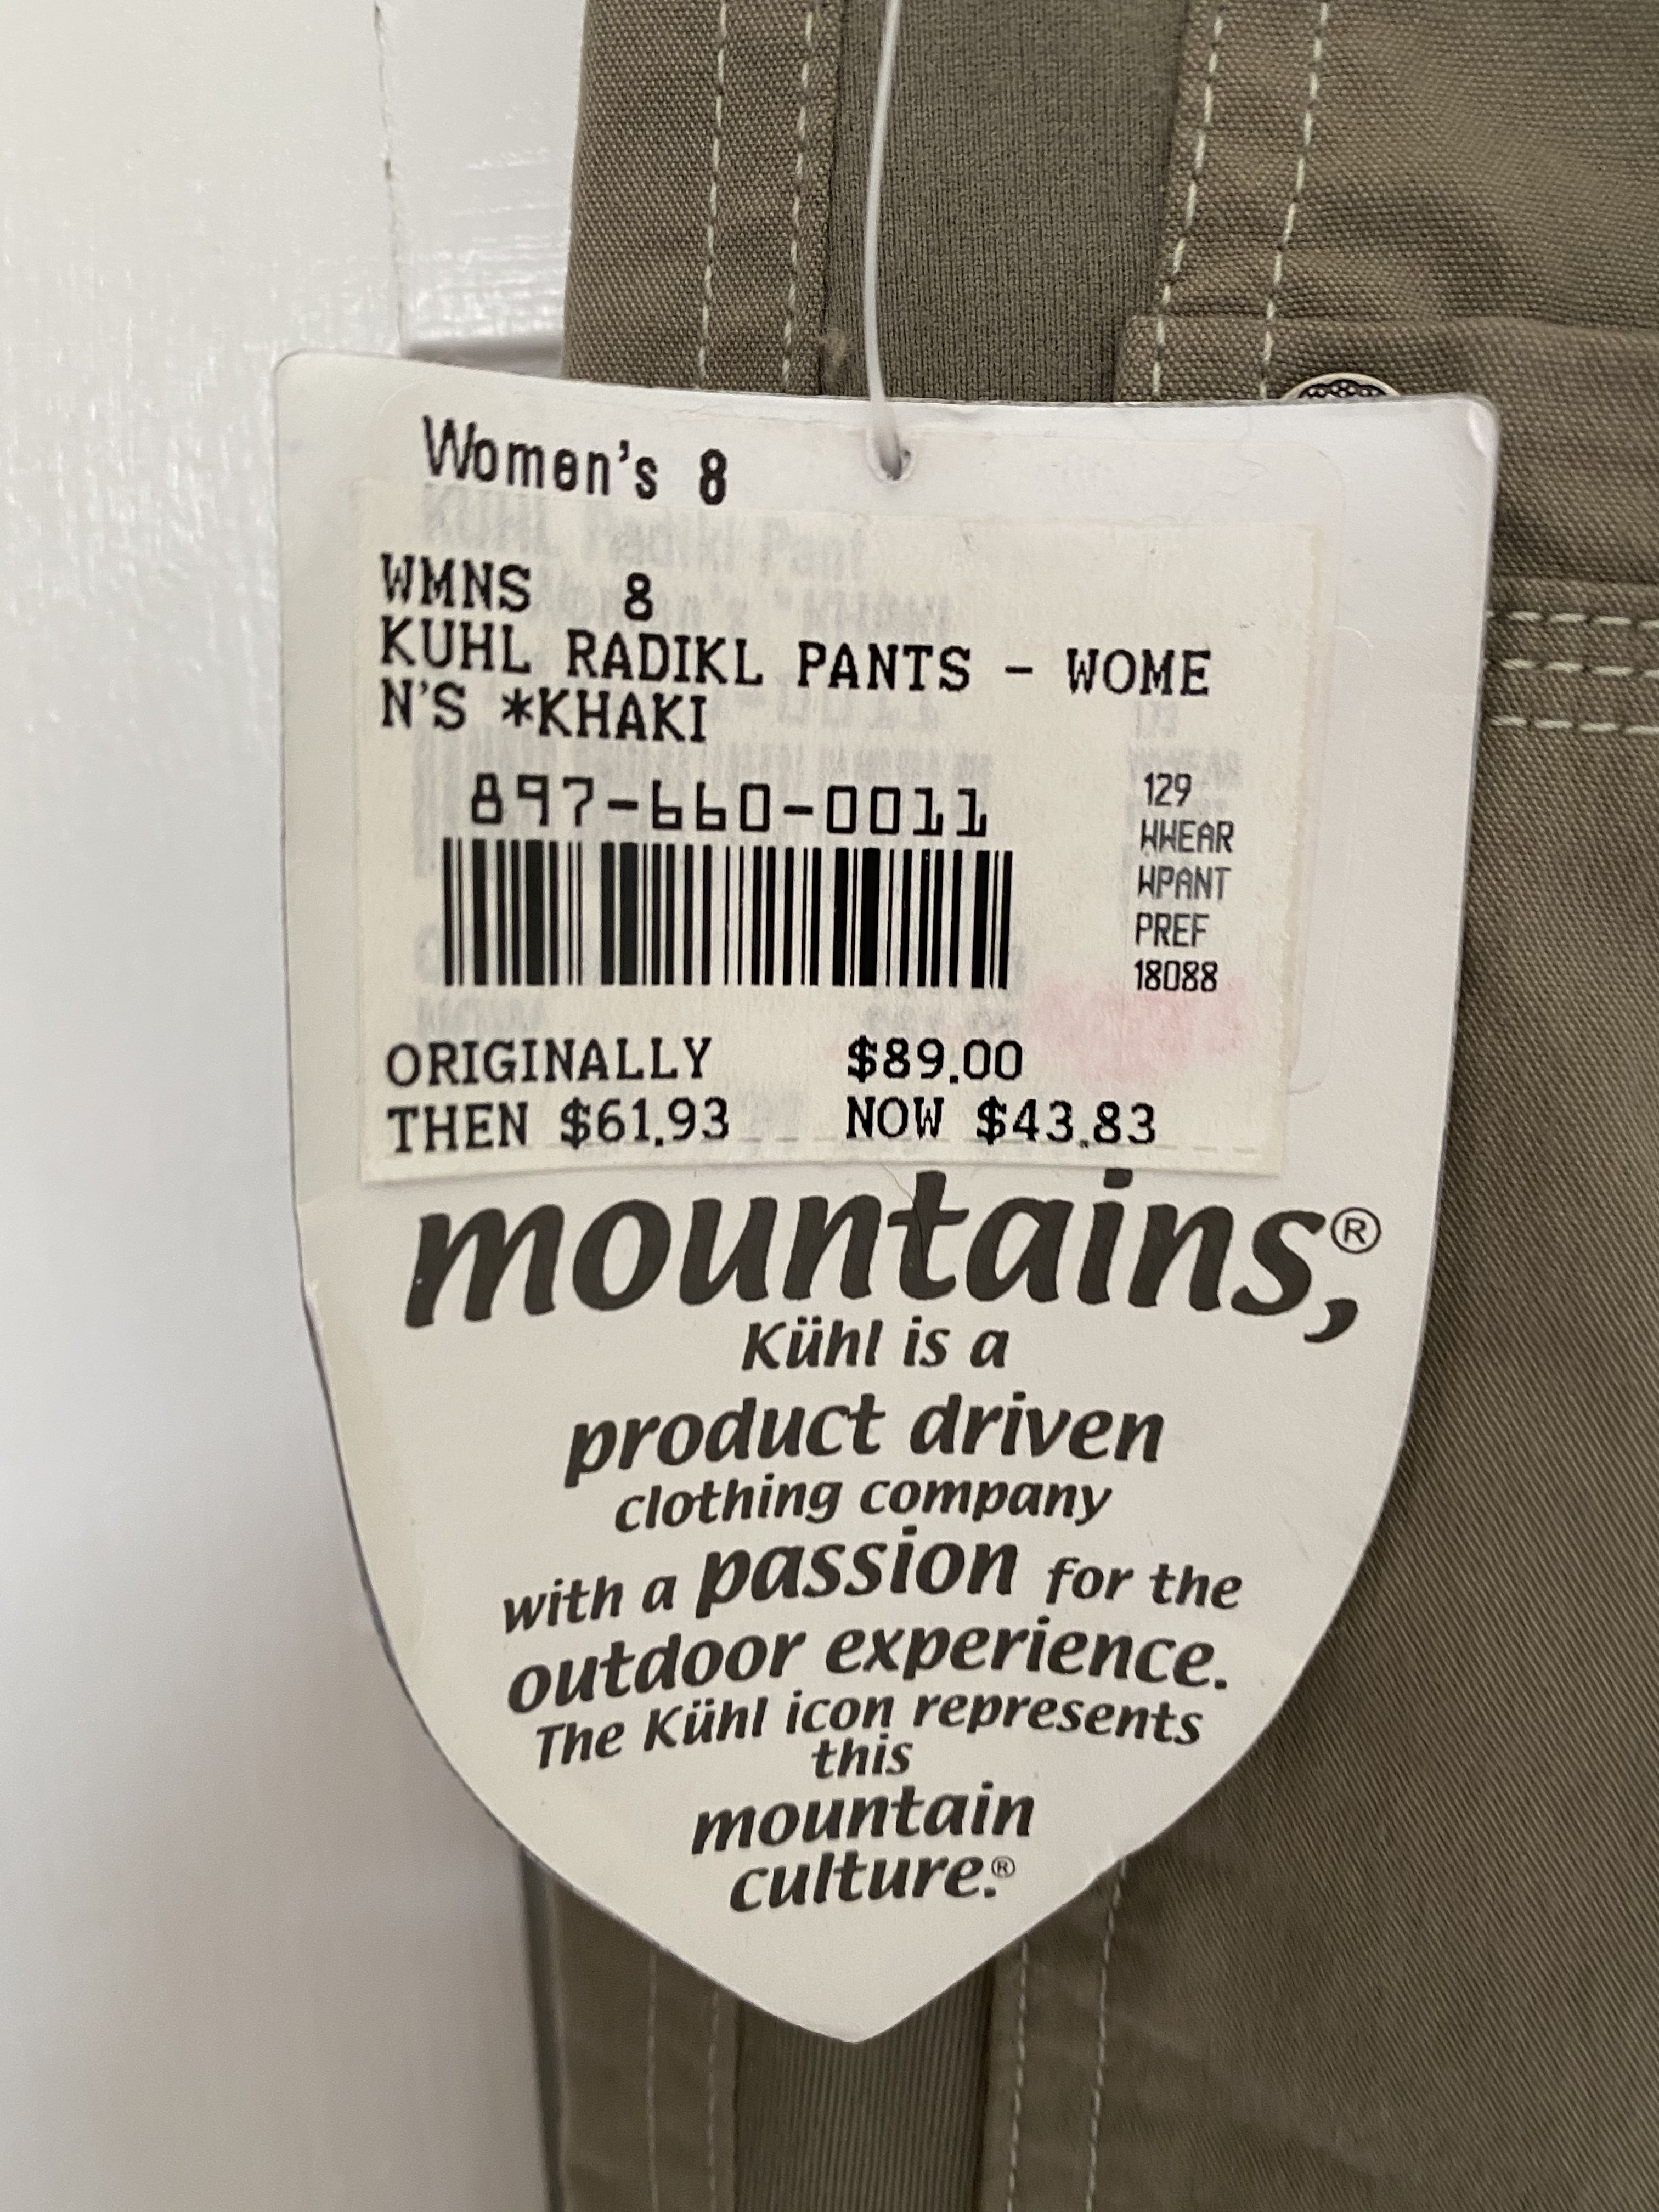 Women's 8
WMNS 8
KUHL RADIKL PANTS - WOME
N'S *KHAKI
897-660-0011
129
WWEAR
WPANT
PREF
18088
ORIGINALLY $89.00
THEN $61.93 NOW $43.83
mountains,®
Kühl is a
product driven
clothing company
with a passion for the
outdoor experience.
The Kühl icon represents
this
mountain
culture.®